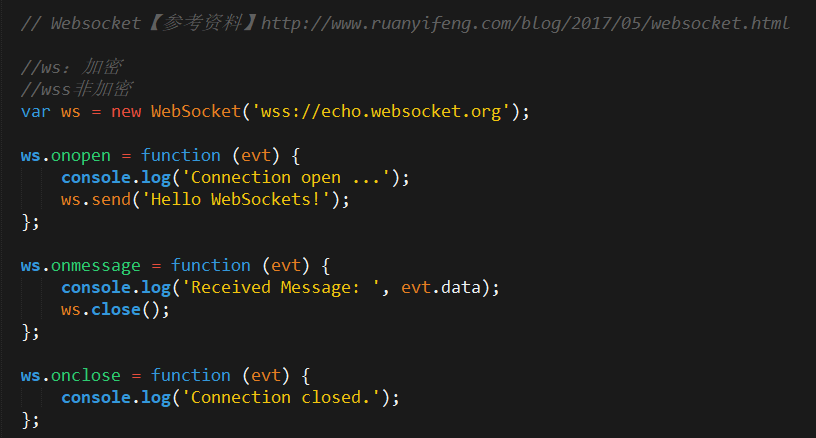 // Websocket【参考资料】http://www.ruanyifeng.com/blog/2017/05/websocket.html
//ws: 加密
//wss非加密
var ws = new WebSocket('wss://echo.websocket.org');
ws.onopen = function (evt) {
console.log('Connection open ...');
ws.send('Hello WebSockets!');
};
ws.onmessage = function (evt) {
console.log('Received Message: ', evt.data);
ws.close();
};
ws.onclose = function (evt) {
console.log('Connection closed.');
};